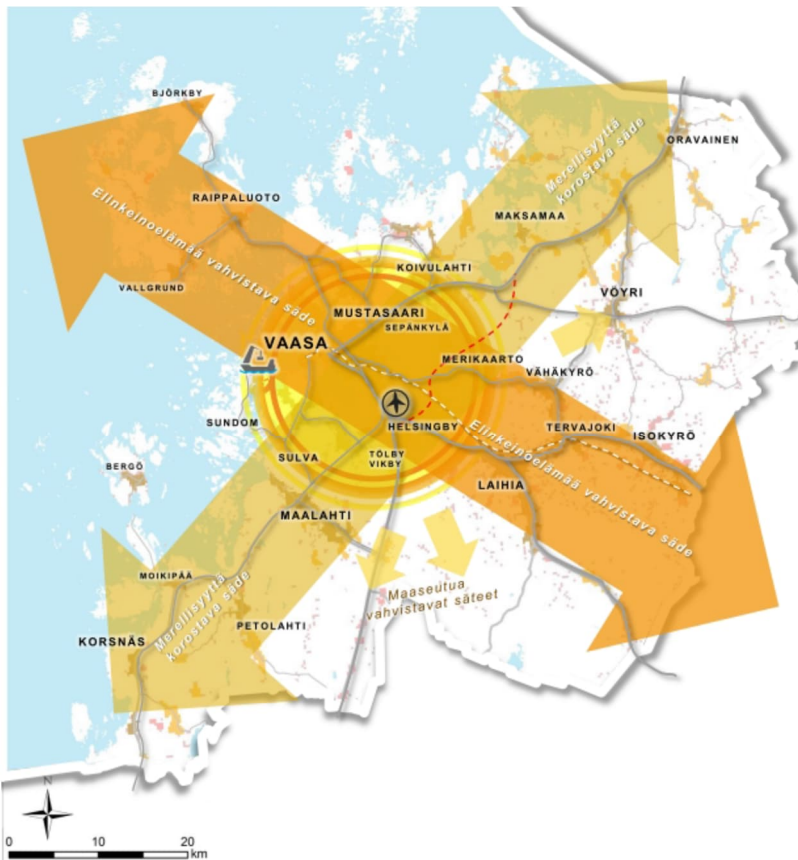 BJÖRKBY
ORAVAINEN
Merellisyyttä
korostava säde
RAIPPALUOTO
MAKSAMAA
Elinkeinoelämää vahvistava säde
KOIVULAHTI
VALLGRUND
VÖYRI
MUSTASAARI
SEPÄNKYLÄ
VAASA
MERIKAARTO
VÄHÄKYRÖ
SUNDOM
HELSINGBY
TERVAJOKI
ISOKYRÖ
SULVA
TÖLBY
VIKBY
BERGÖ
LAIHIA
Elinkeinoelämää vahvistava säde
MAALAHTI
MOIKIPÄÄ
Maaseutua
vahvistavat säteet
Merellisyyttä
korostava säde
PETOLAHTI
KORSNÄS
N
0 10 20
km